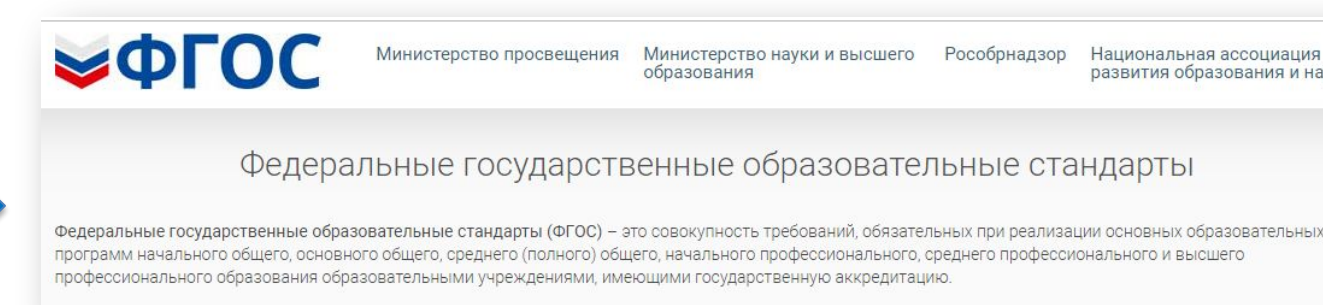 ФГОС
Министерство просвещения
Министерство науки и высшего
образования
Рособрнадзор
Национальная ассоциация
развития образования и
Федеральные государственные образовательные стандарты
Федеральные государственные образовательные стандарты (ФГОС) – это совокупность требований, обязательных при реализации основных образовательных
программ начального общего, основного общего, среднего (полного) общего, начального профессионального, среднего профессионального и высшего
профессионального образования образовательными учреждениями, имеющими государственную аккредитацию.